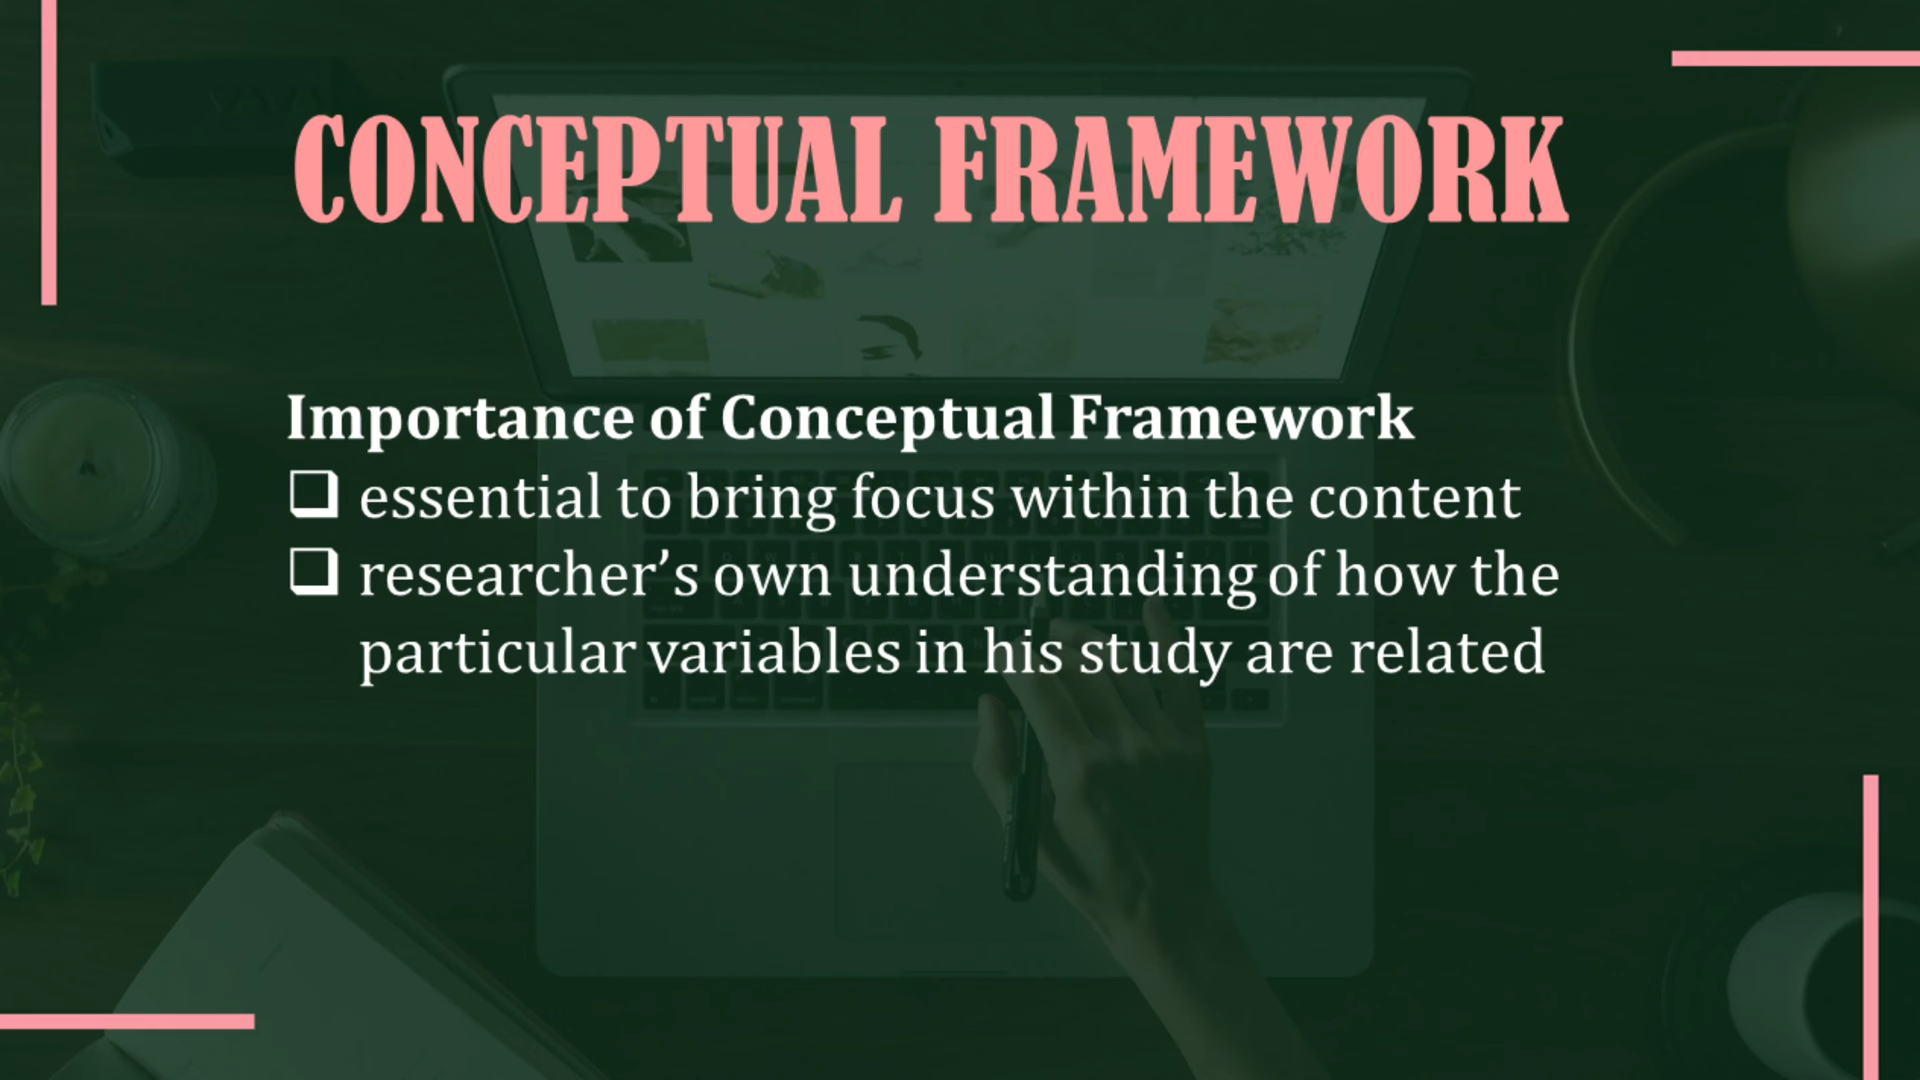 CONCEPTUAL FRAMEWORK
Importance of Conceptual Framework
❑ essential to bring focus within the content
❑ researcher’s own understanding of how the
particular variables in his study are related